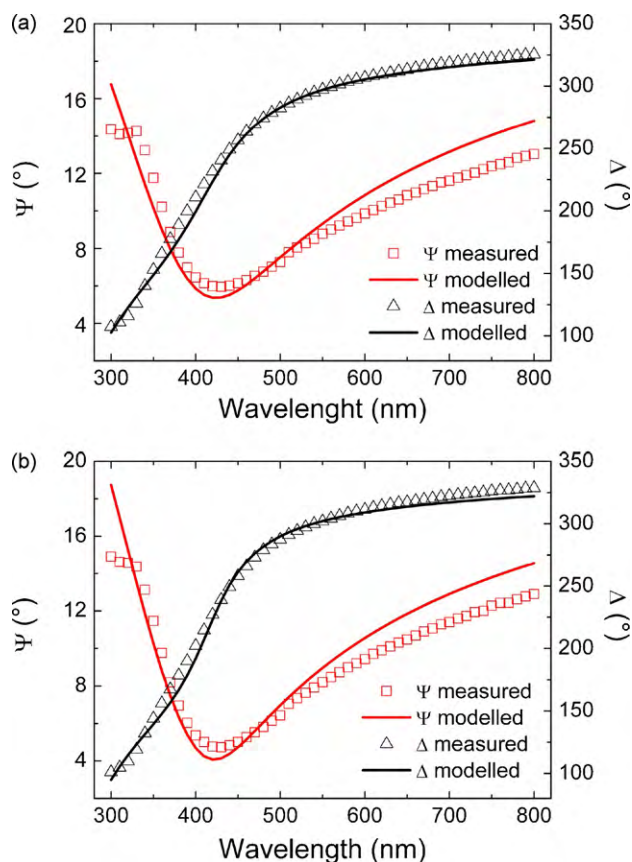 (a)
20
16
12
8
4
Ψ (°)
350
300
250
200
150
100
Δ (°)
Ψ measured
Ψ modelled
Δ measured
Δ modelled
300 400 500 600 700 800
Wavelenght (nm)
(b)
20
16
12
8
4
Ψ (°)
350
300
250
200
150
100
Δ (°)
Ψ measured
Ψ modelled
Δ measured
Δ modelled
300 400 500 600 700 800
Wavelength (nm)